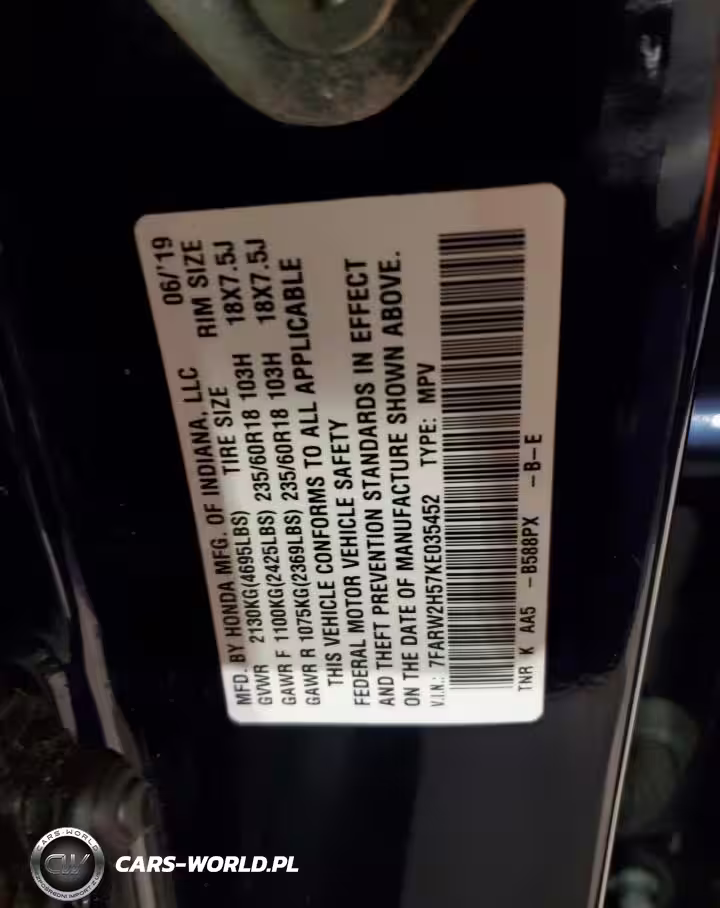 MFD. BY HONDA MFG. OF INDIANA, LLC 06/'19
GVWR 2130KG(4695LBS) TIRE SIZE RIM SIZE
GAWR F 1100KG(2425LBS) 235/60R18 103H 18X7.5J
GAWR R 1075KG(2369LBS) 235/60R18 103H 18X7.5J
THIS VEHICLE CONFORMS TO ALL APPLICABLE
FEDERAL MOTOR VEHICLE SAFETY
AND THEFT PREVENTION STANDARDS IN EFFECT
ON THE DATE OF MANUFACTURE SHOWN ABOVE.
V.I.N.: 7FARW2H57KE035452 TYPE: MPV
TNR K AA5 -B588PX -B-E
CARS-WORLD
CW
CARS-WORLD.PL